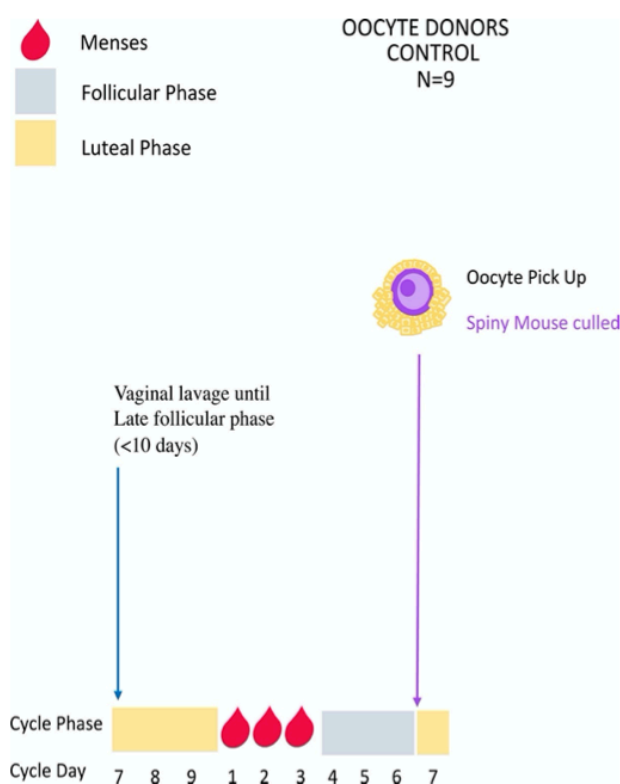 Menses
Follicular Phase
Luteal Phase
OOCYTE DONORS
CONTROL
N=9
Oocyte Pick Up
Spiny Mouse culled
Vaginal lavage until
Late follicular phase
(<10 days)
Cycle Phase
Cycle Day 7 8 9 1 2 3 4 5 6 7